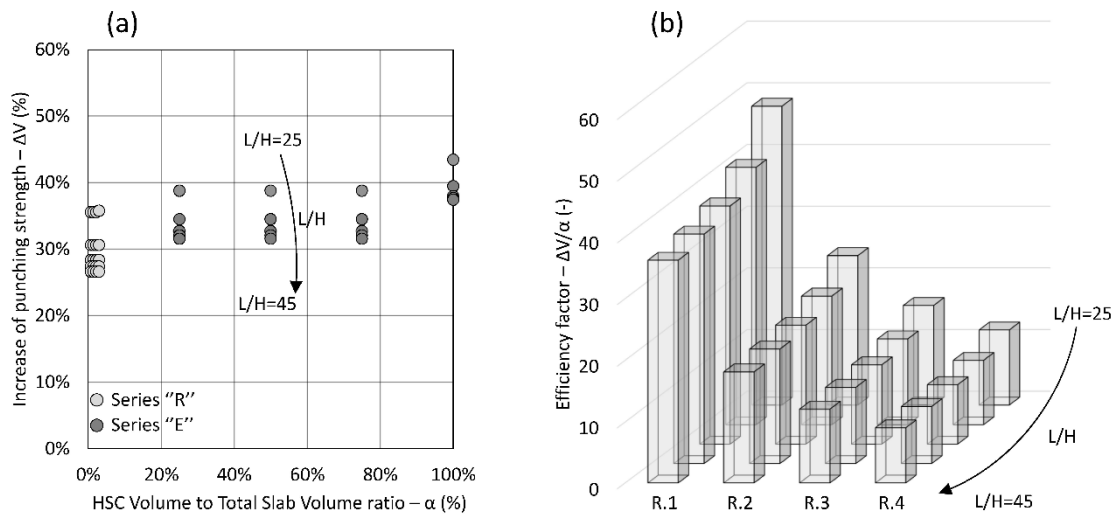 (a)
60%
50%
40%
30%
20%
10%
0%
0%
20%
40%
60%
80%
100%
Increase of punching strength – ΔV (%)
HSC Volume to Total Slab Volume ratio – α (%)
L/H=25
L/H
L/H=45
Series “R”
Series “E”
(b)
60
50
40
30
20
10
0
Efficiency factor – ΔV/α (-)
R.1
R.2
R.3
R.4
L/H=25
L/H
L/H=45